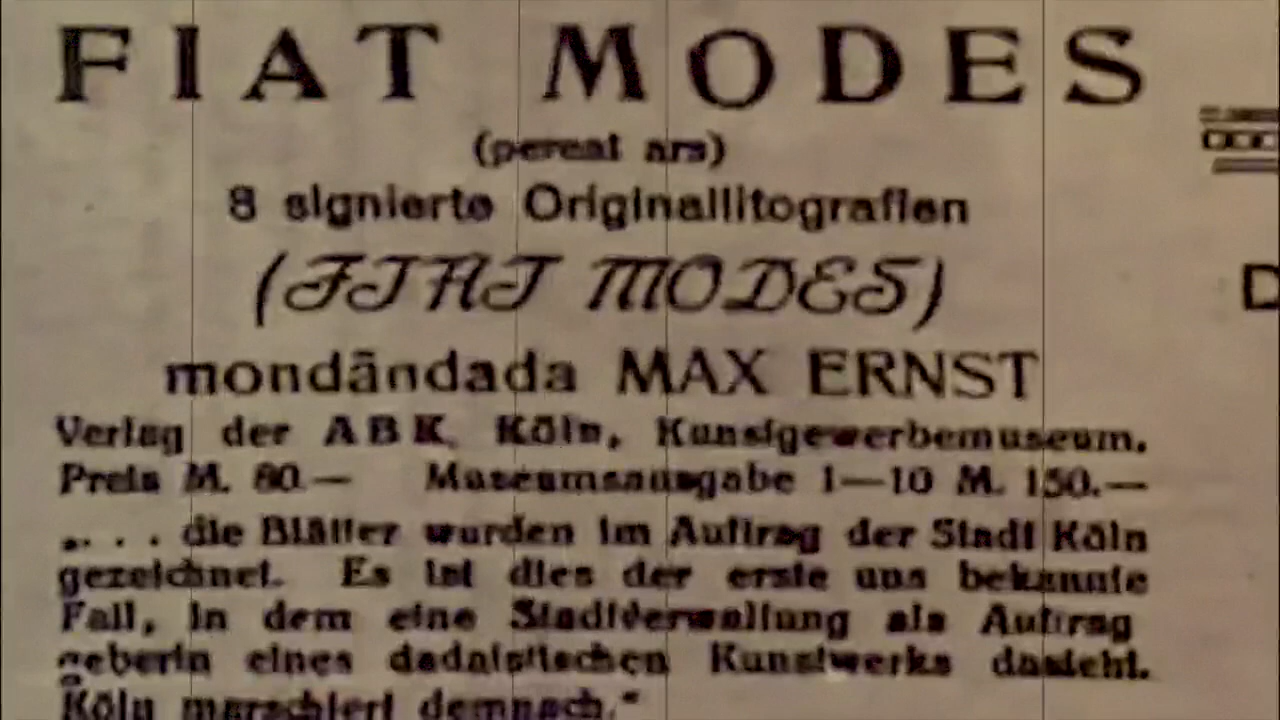 FIAT MODES
(pereat ars)
8 signierte Originallitografien
(FIAT MODES)
mondändada MAX ERNST
Verlag der ABK, Köln, Kunstgewerbemuseum.
Preis M. 80.— Museumsausgabe 1—10 M. 150.—
„. . . die Blätter wurden im Auftrag der Stadt Köln
gezeichnet. Es ist dies der erste uns bekannte
Fall, in dem eine Stadtverwaltung als Auftrag
geberin eines dadaistischen Kunstwerks dasteht.
Köln marschiert demnach.“
D